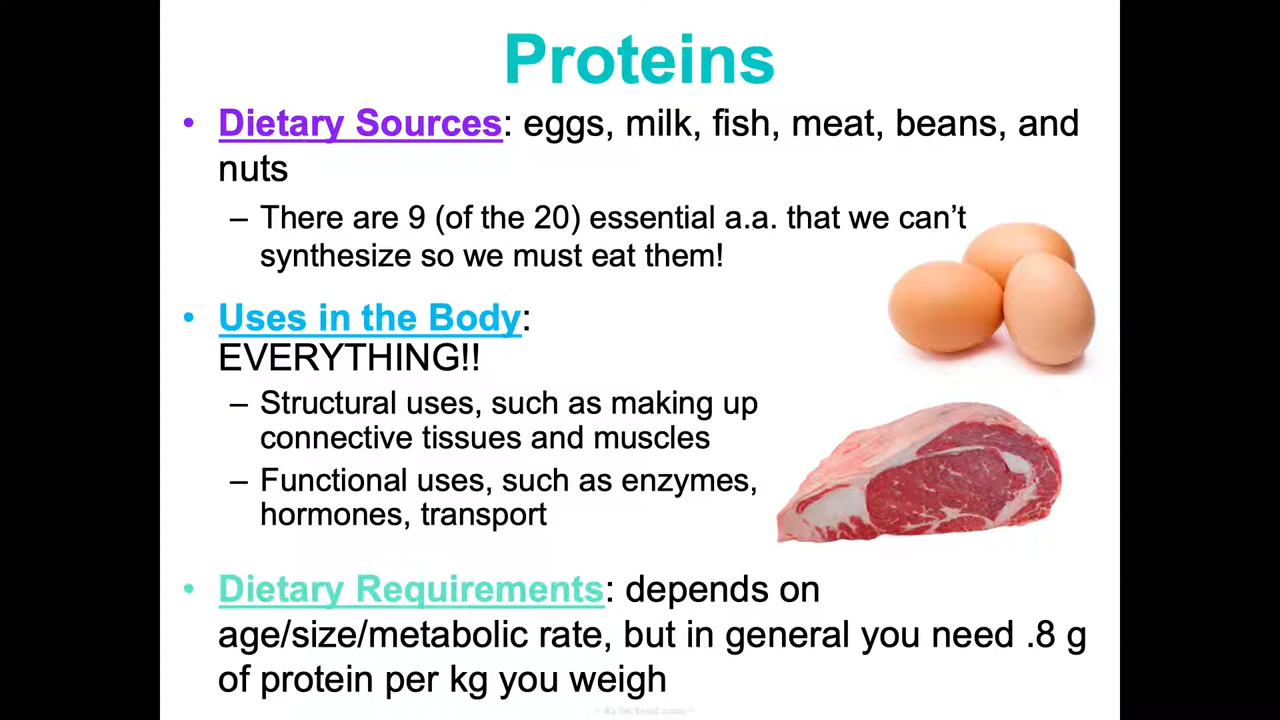 Proteins
• Dietary Sources: eggs, milk, fish, meat, beans, and
nuts
– There are 9 (of the 20) essential a.a. that we can't
synthesize so we must eat them!
• Uses in the Body:
EVERYTHING!!
– Structural uses, such as making up
connective tissues and muscles
– Functional uses, such as enzymes,
hormones, transport
• Dietary Requirements: depends on
age/size/metabolic rate, but in general you need .8 g
of protein per kg you weigh